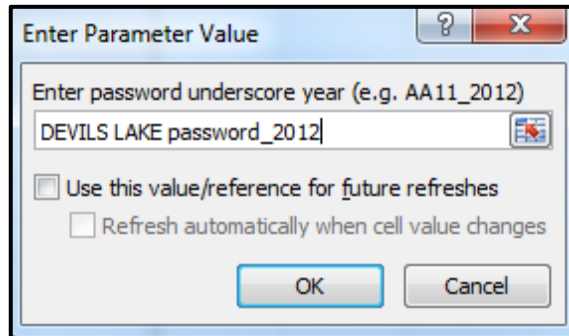 Enter Parameter Value
Enter password underscore year (e.g. AA11_2012)
DEVILS LAKE password_2012
Use this value/reference for future refreshes
Refresh automatically when cell value changes
OK Cancel